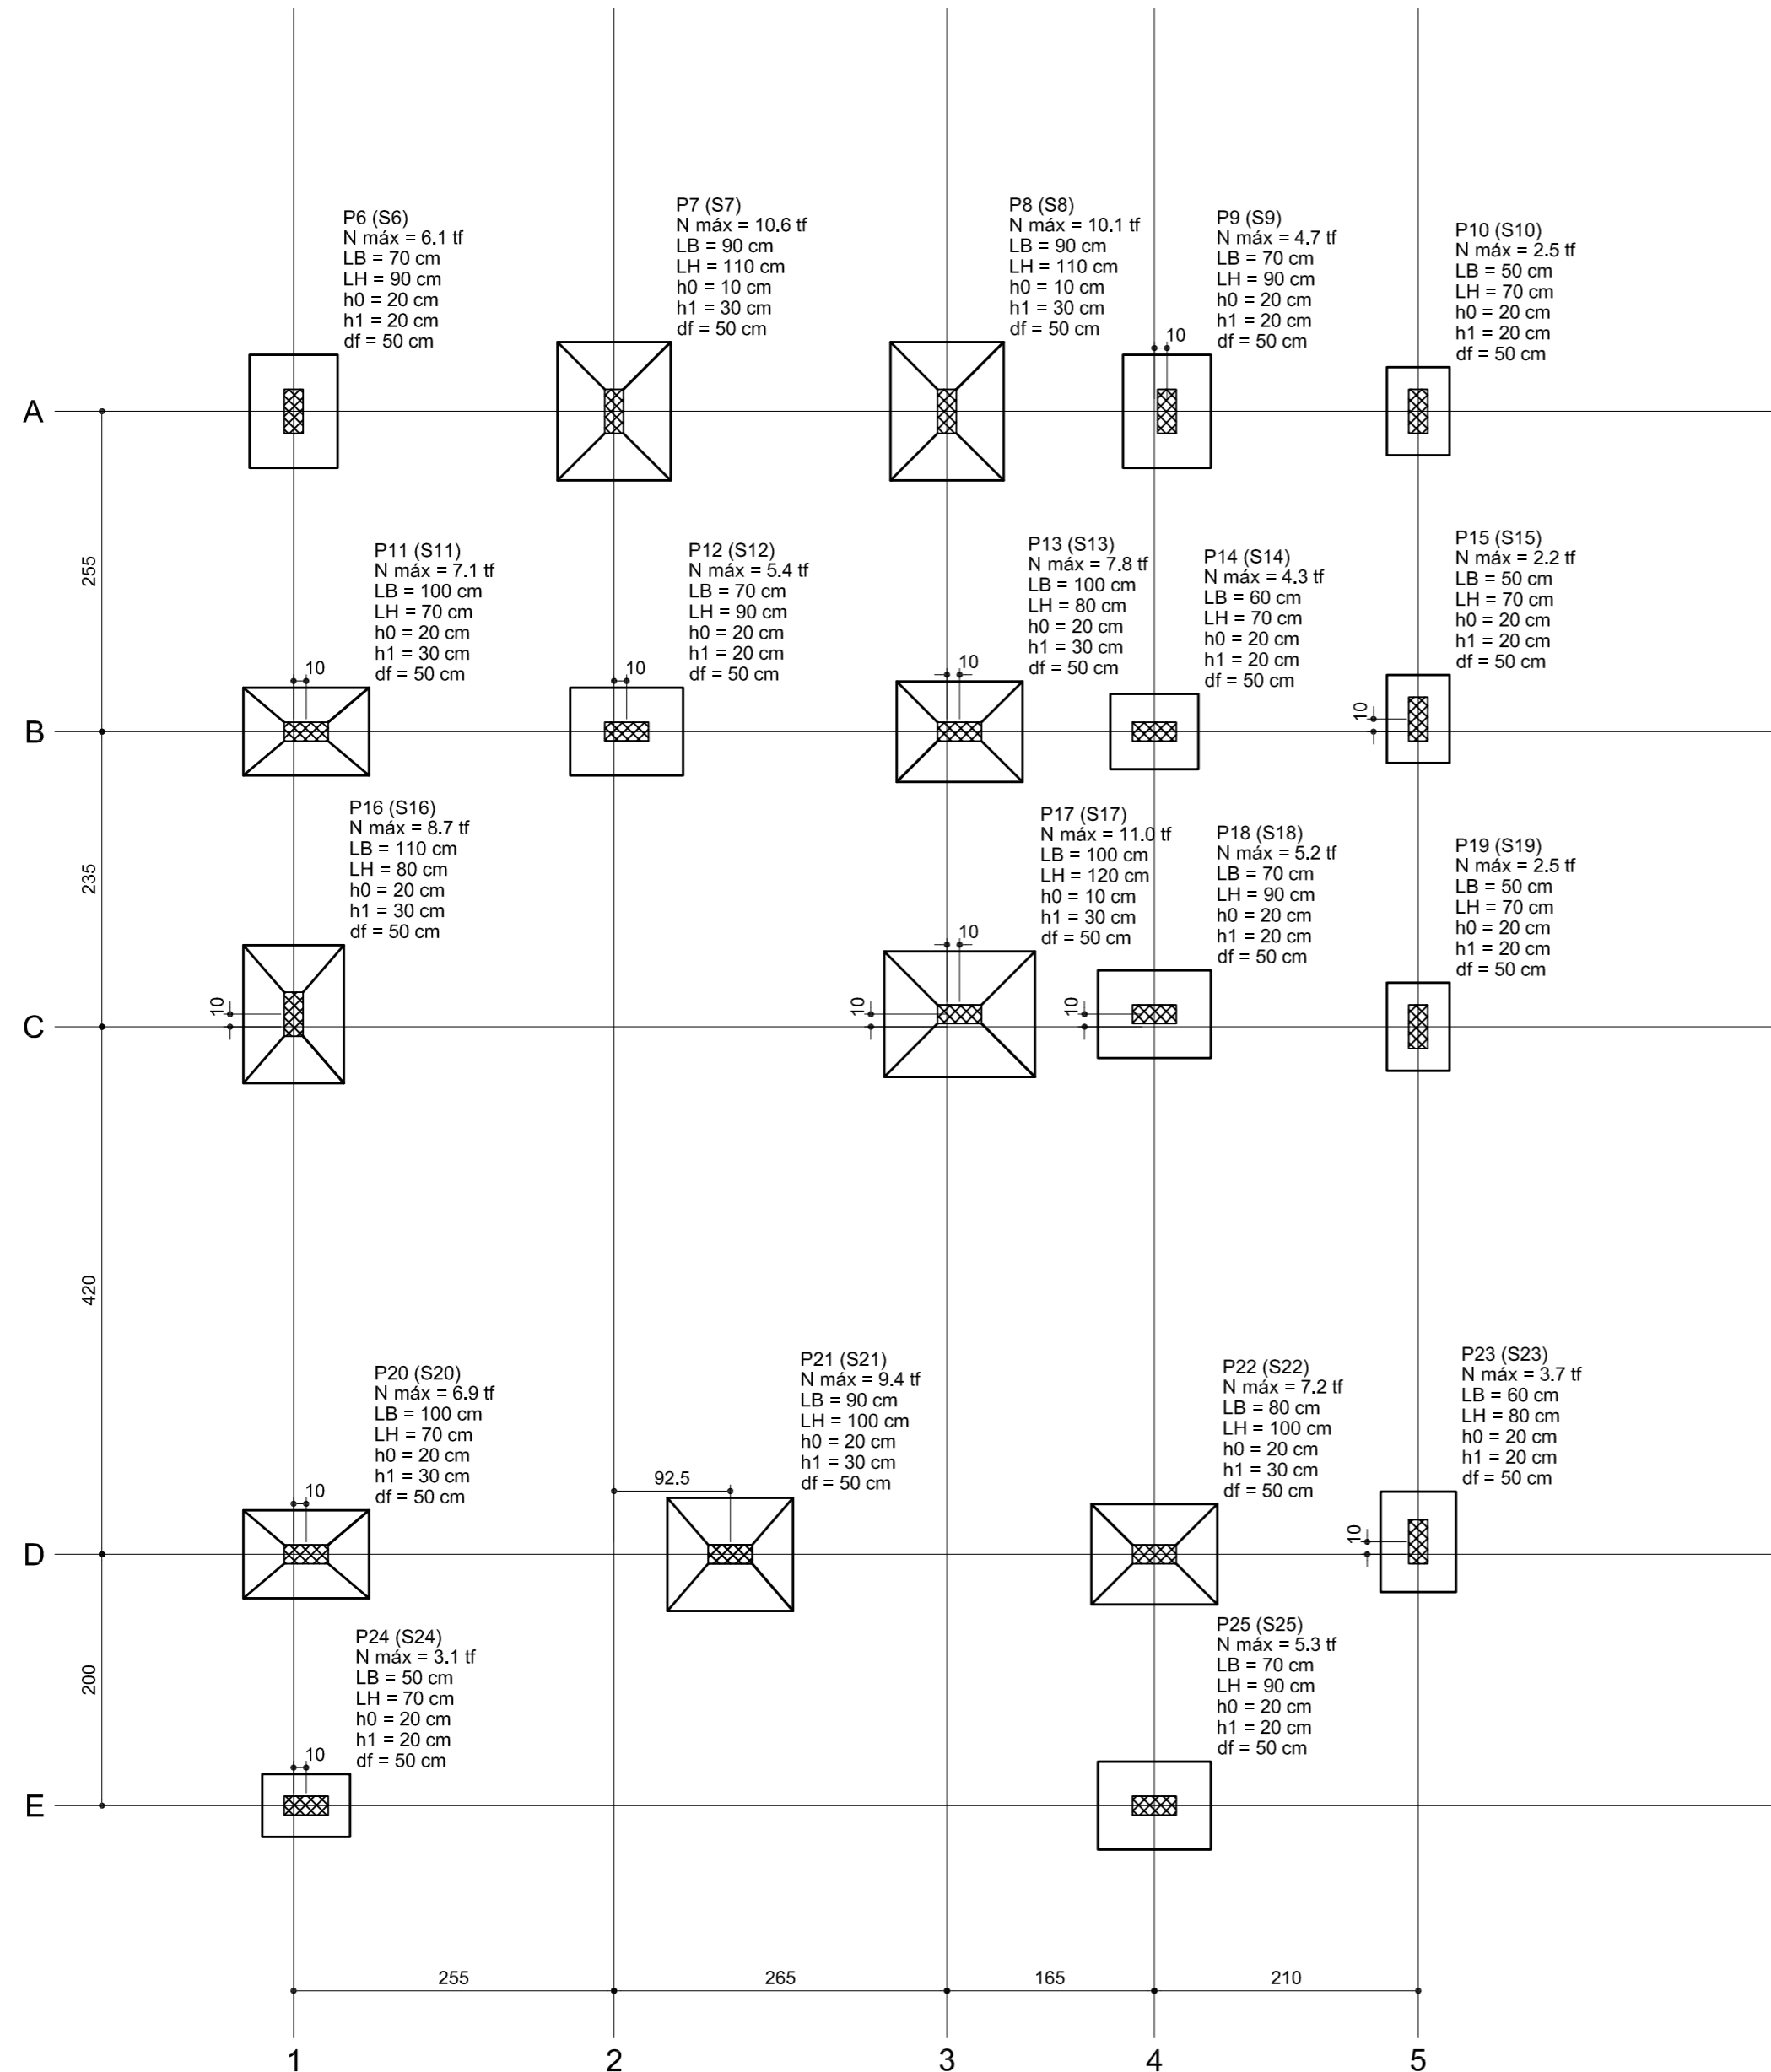 P6 (S6)
N máx = 6.1 tf
LB = 70 cm
LH = 90 cm
h0 = 20 cm
h1 = 20 cm
df = 50 cm
P7 (S7)
N máx = 10.6 tf
LB = 90 cm
LH = 110 cm
h0 = 10 cm
h1 = 30 cm
df = 50 cm
P8 (S8)
N máx = 10.1 tf
LB = 90 cm
LH = 110 cm
h0 = 10 cm
h1 = 30 cm
df = 50 cm
P9 (S9)
N máx = 4.7 tf
LB = 70 cm
LH = 90 cm
h0 = 20 cm
h1 = 20 cm
df = 50 cm
10
P10 (S10)
N máx = 2.5 tf
LB = 50 cm
LH = 70 cm
h0 = 20 cm
h1 = 20 cm
df = 50 cm
A
255
P11 (S11)
N máx = 7.1 tf
LB = 100 cm
LH = 70 cm
h0 = 20 cm
h1 = 30 cm
df = 50 cm
10
P12 (S12)
N máx = 5.4 tf
LB = 70 cm
LH = 90 cm
h0 = 20 cm
h1 = 20 cm
df = 50 cm
10
P13 (S13)
N máx = 7.8 tf
LB = 100 cm
LH = 80 cm
h0 = 20 cm
h1 = 30 cm
df = 50 cm
10
P14 (S14)
N máx = 4.3 tf
LB = 60 cm
LH = 70 cm
h0 = 20 cm
h1 = 20 cm
df = 50 cm
P15 (S15)
N máx = 2.2 tf
LB = 50 cm
LH = 70 cm
h0 = 20 cm
h1 = 20 cm
df = 50 cm
10
B
235
P16 (S16)
N máx = 8.7 tf
LB = 110 cm
LH = 80 cm
h0 = 20 cm
h1 = 30 cm
df = 50 cm
10
P17 (S17)
N máx = 11.0 tf
LB = 100 cm
LH = 120 cm
h0 = 10 cm
h1 = 30 cm
df = 50 cm
10
10
P18 (S18)
N máx = 5.2 tf
LB = 70 cm
LH = 90 cm
h0 = 20 cm
h1 = 20 cm
df = 50 cm
10
P19 (S19)
N máx = 2.5 tf
LB = 50 cm
LH = 70 cm
h0 = 20 cm
h1 = 20 cm
df = 50 cm
C
420
P20 (S20)
N máx = 6.9 tf
LB = 100 cm
LH = 70 cm
h0 = 20 cm
h1 = 30 cm
df = 50 cm
10
P21 (S21)
N máx = 9.4 tf
LB = 90 cm
LH = 100 cm
h0 = 20 cm
h1 = 30 cm
df = 50 cm
92.5
P22 (S22)
N máx = 7.2 tf
LB = 80 cm
LH = 100 cm
h0 = 20 cm
h1 = 30 cm
df = 50 cm
P23 (S23)
N máx = 3.7 tf
LB = 60 cm
LH = 80 cm
h0 = 20 cm
h1 = 20 cm
df = 50 cm
10
D
200
P24 (S24)
N máx = 3.1 tf
LB = 50 cm
LH = 70 cm
h0 = 20 cm
h1 = 20 cm
df = 50 cm
10
P25 (S25)
N máx = 5.3 tf
LB = 70 cm
LH = 90 cm
h0 = 20 cm
h1 = 20 cm
df = 50 cm
E
255
265
165
210
1
2
3
4
5